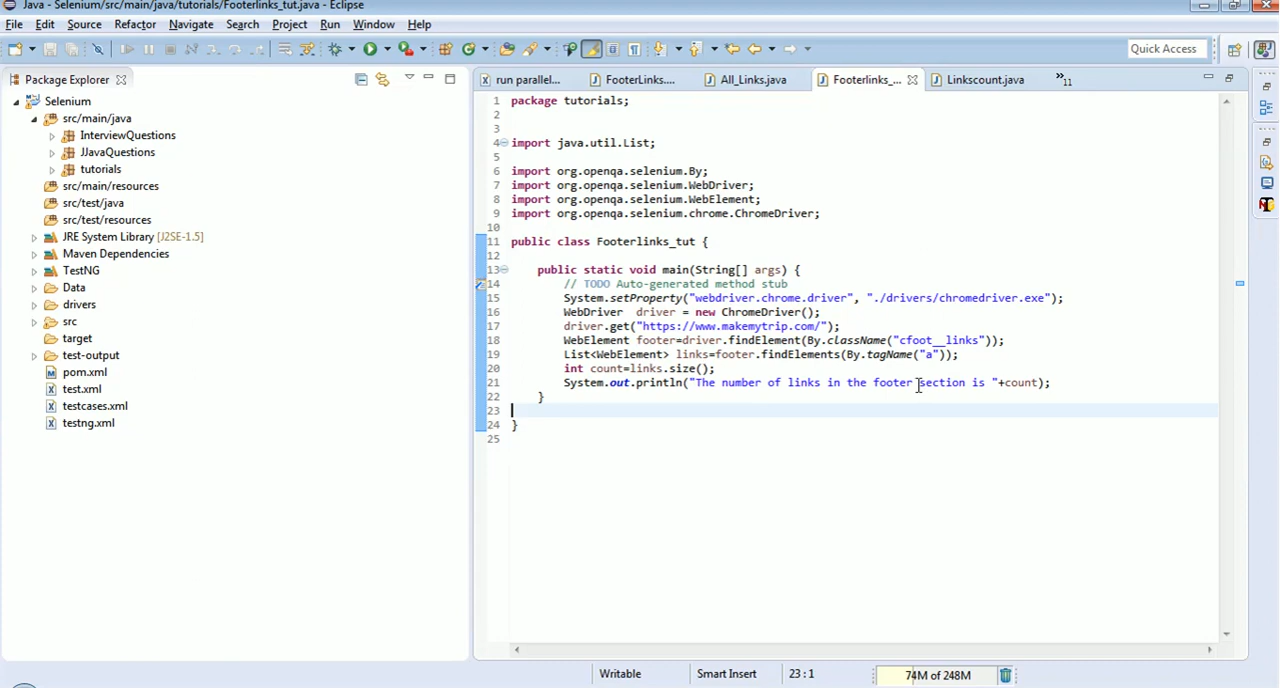 Java - Selenium/src/main/java/tutorials/Footerlinks_tut.java - Eclipse
File Edit Source Refactor Navigate Search Project Run Window Help
Quick Access
Package Explorer
Selenium
src/main/java
InterviewQuestions
JJavaQuestions
tutorials
src/main/resources
src/test/java
src/test/resources
JRE System Library [J2SE-1.5]
Maven Dependencies
TestNG
Data
drivers
src
target
test-output
pom.xml
test.xml
testcases.xml
testng.xml
run parallel... FooterLinks.... All_Links.java Footerlinks_... Linkscount.java »11
1 package tutorials;
2
3
4 import java.util.List;
5
6 import org.openqa.selenium.By;
7 import org.openqa.selenium.WebDriver;
8 import org.openqa.selenium.WebElement;
9 import org.openqa.selenium.chrome.ChromeDriver;
10
11 public class Footerlinks_tut {
12
13 public static void main(String[] args) {
14 // TODO Auto-generated method stub
15 System.setProperty("webdriver.chrome.driver", "./drivers/chromedriver.exe");
16 WebDriver driver = new ChromeDriver();
17 driver.get("https://www.makemytrip.com/");
18 WebElement footer=driver.findElement(By.className("cfoot__links"));
19 List<WebElement> links=footer.findElements(By.tagName("a"));
20 int count=links.size();
21 System.out.println("The number of links in the footer section is "+count);
22 }
23
24 }
25
Writable Smart Insert 23 : 1 74M of 248M